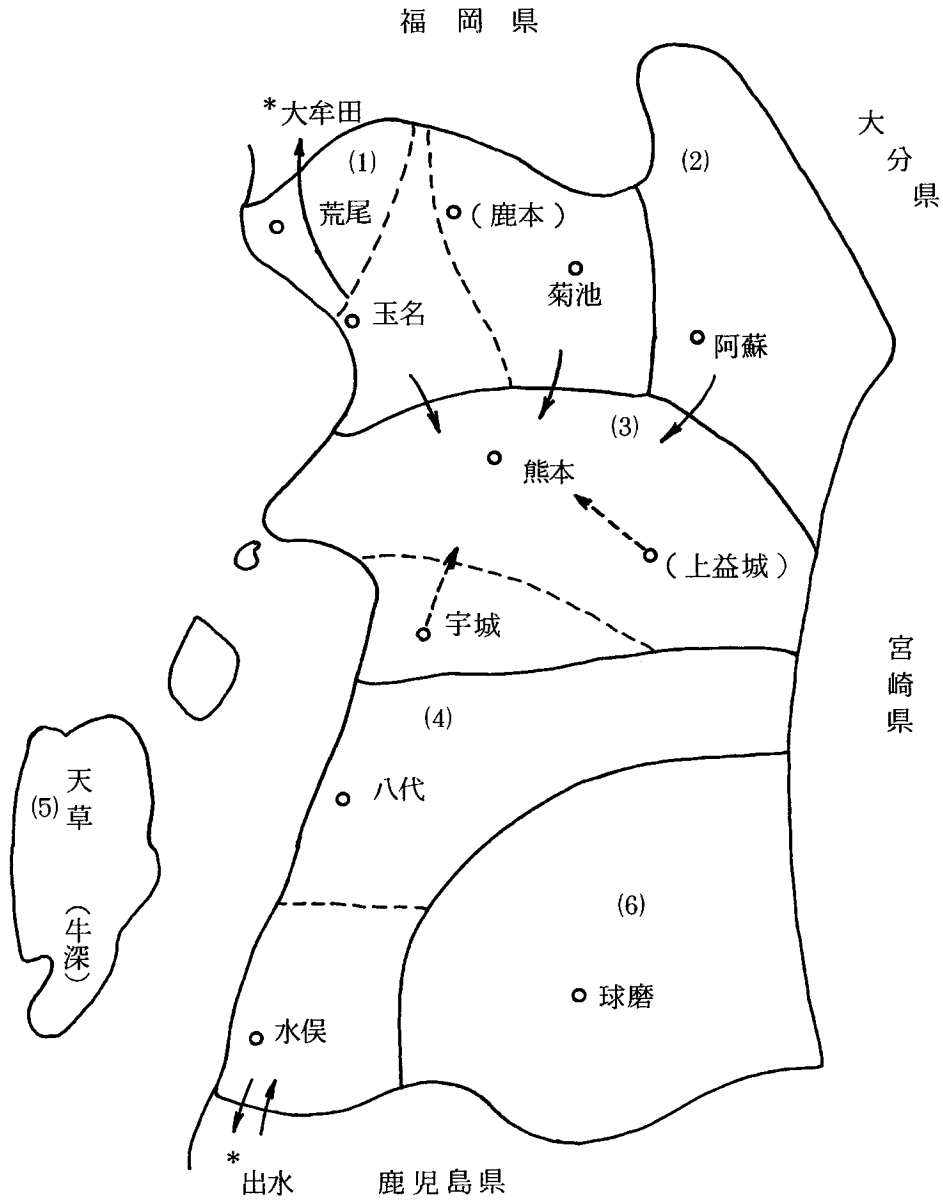 福岡県
*大牟田
(1)
(2)
大分県
荒尾
(鹿本)
菊池
玉名
阿蘇
(3)
熊本
(上益城)
宇城
宮崎県
(4)
天草
(5)
八代
(牛深)
(6)
球磨
水俣
*出水
鹿児島県